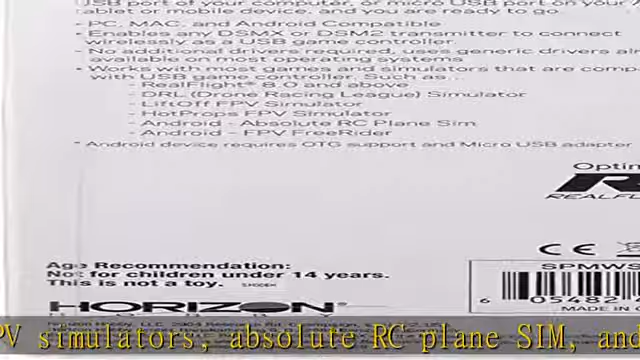 USB port of your computer, or micro USB port on your
tablet or mobile device and you are ready to go.
• PC, MAC, and Android Compatible
• Enables any DSMX or DSM2 transmitter to connect
wirelessly as a USB game controller
• No additional drivers required, uses generic drivers
available on most operating systems
• Works with most games and simulators that are
with USB game controller. Such as...
- RealFlight® 8.0 and above
- DRL (Drone Racing League) Simulator
- LiftOff FPV Simulator
- HotProps FPV Simulator
- Android - Absolute RC Plane Sim
- Android - FPV FreeRider
* Android device requires OTG support and Micro USB adapter
REALFL
CE
Age Recommendation:
Not for children under 14 years.
This is not a toy.
SPMWS
6 05482
MADE IN
HORIZON®
HOBBY
PV simulators, absolute RC plane SIM, and